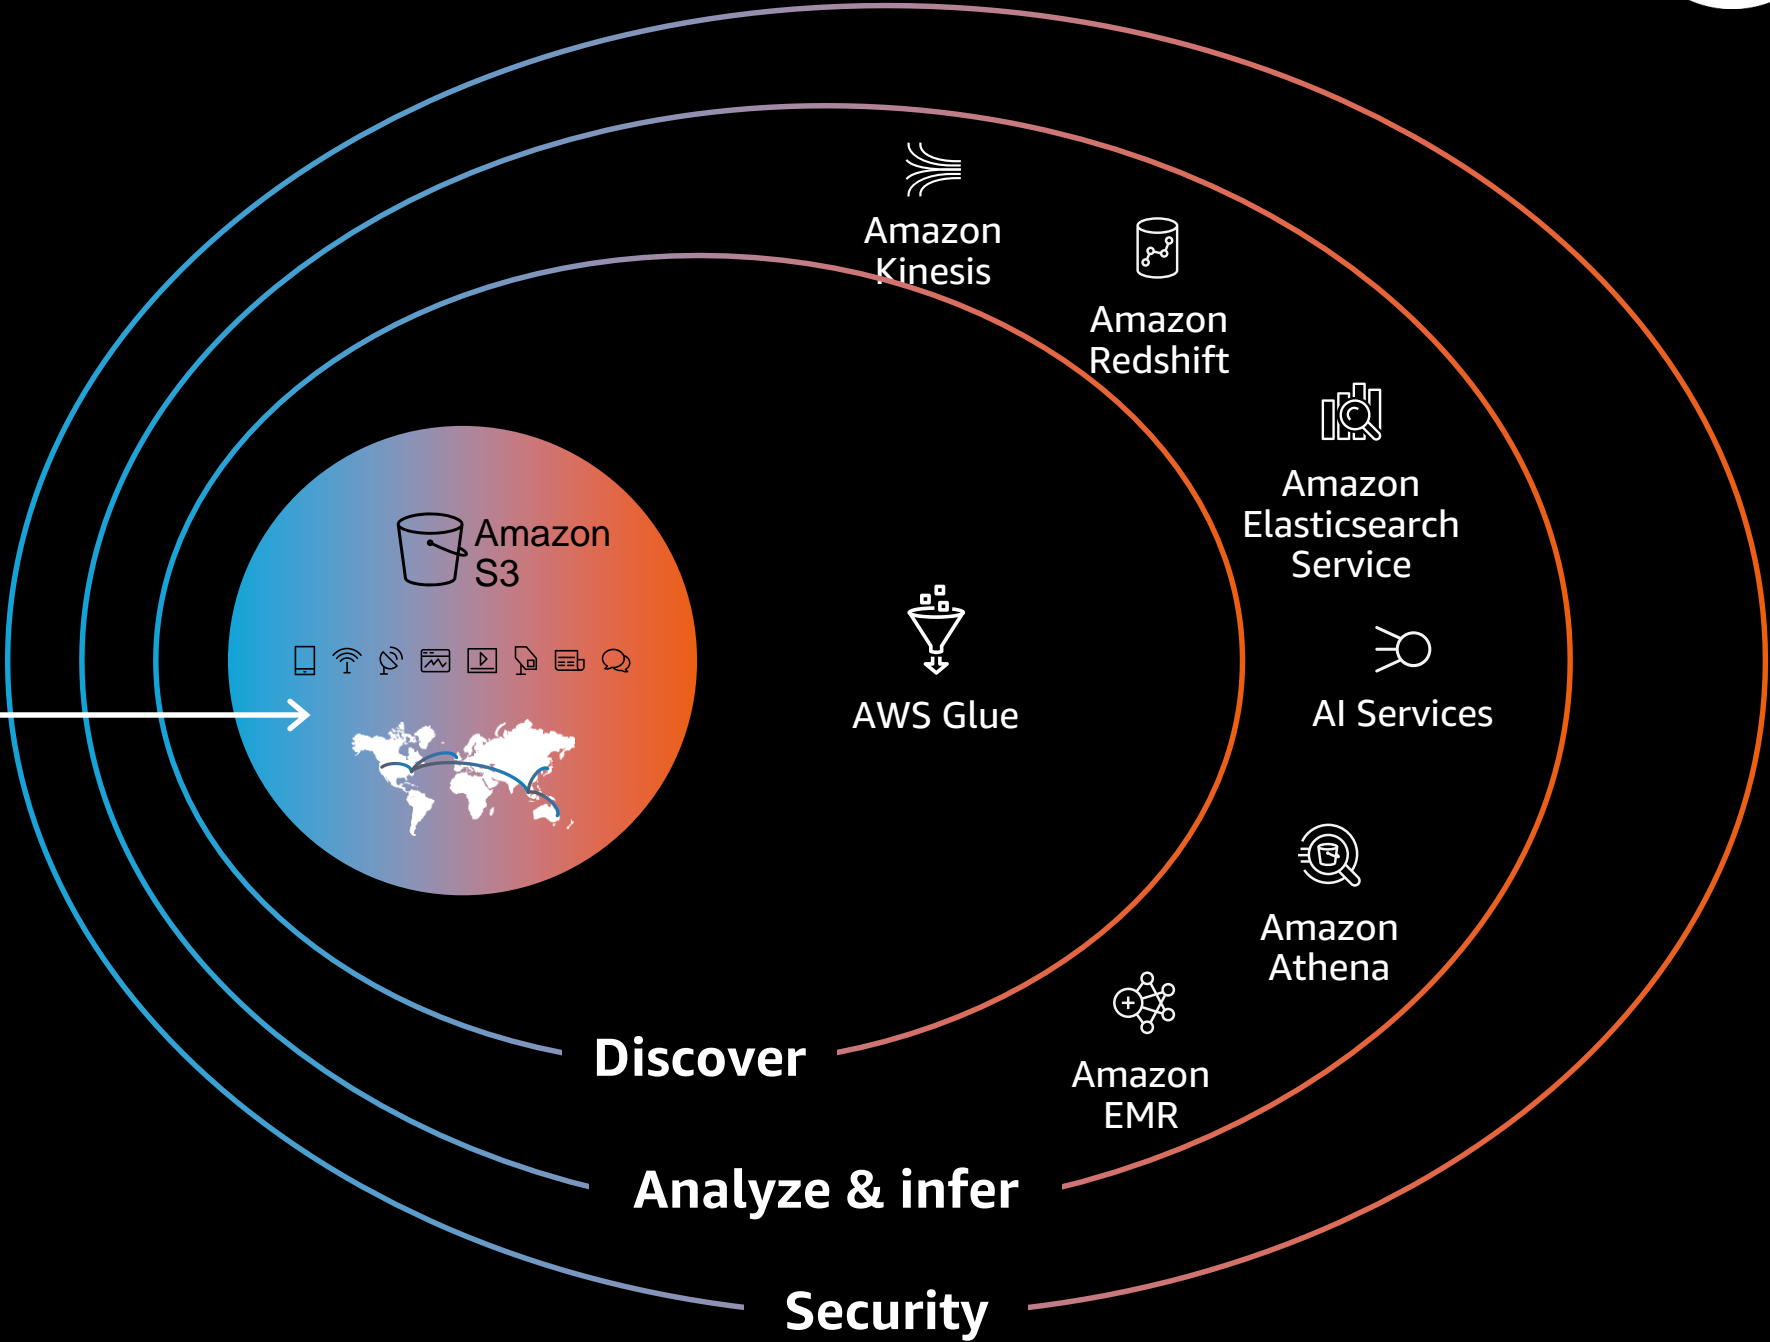 Amazon
Kinesis
Amazon
Redshift
Amazon
Elasticsearch
Service
Amazon
S3
AWS Glue
AI Services
Amazon
Athena
Amazon
EMR
Discover
Analyze & infer
Security